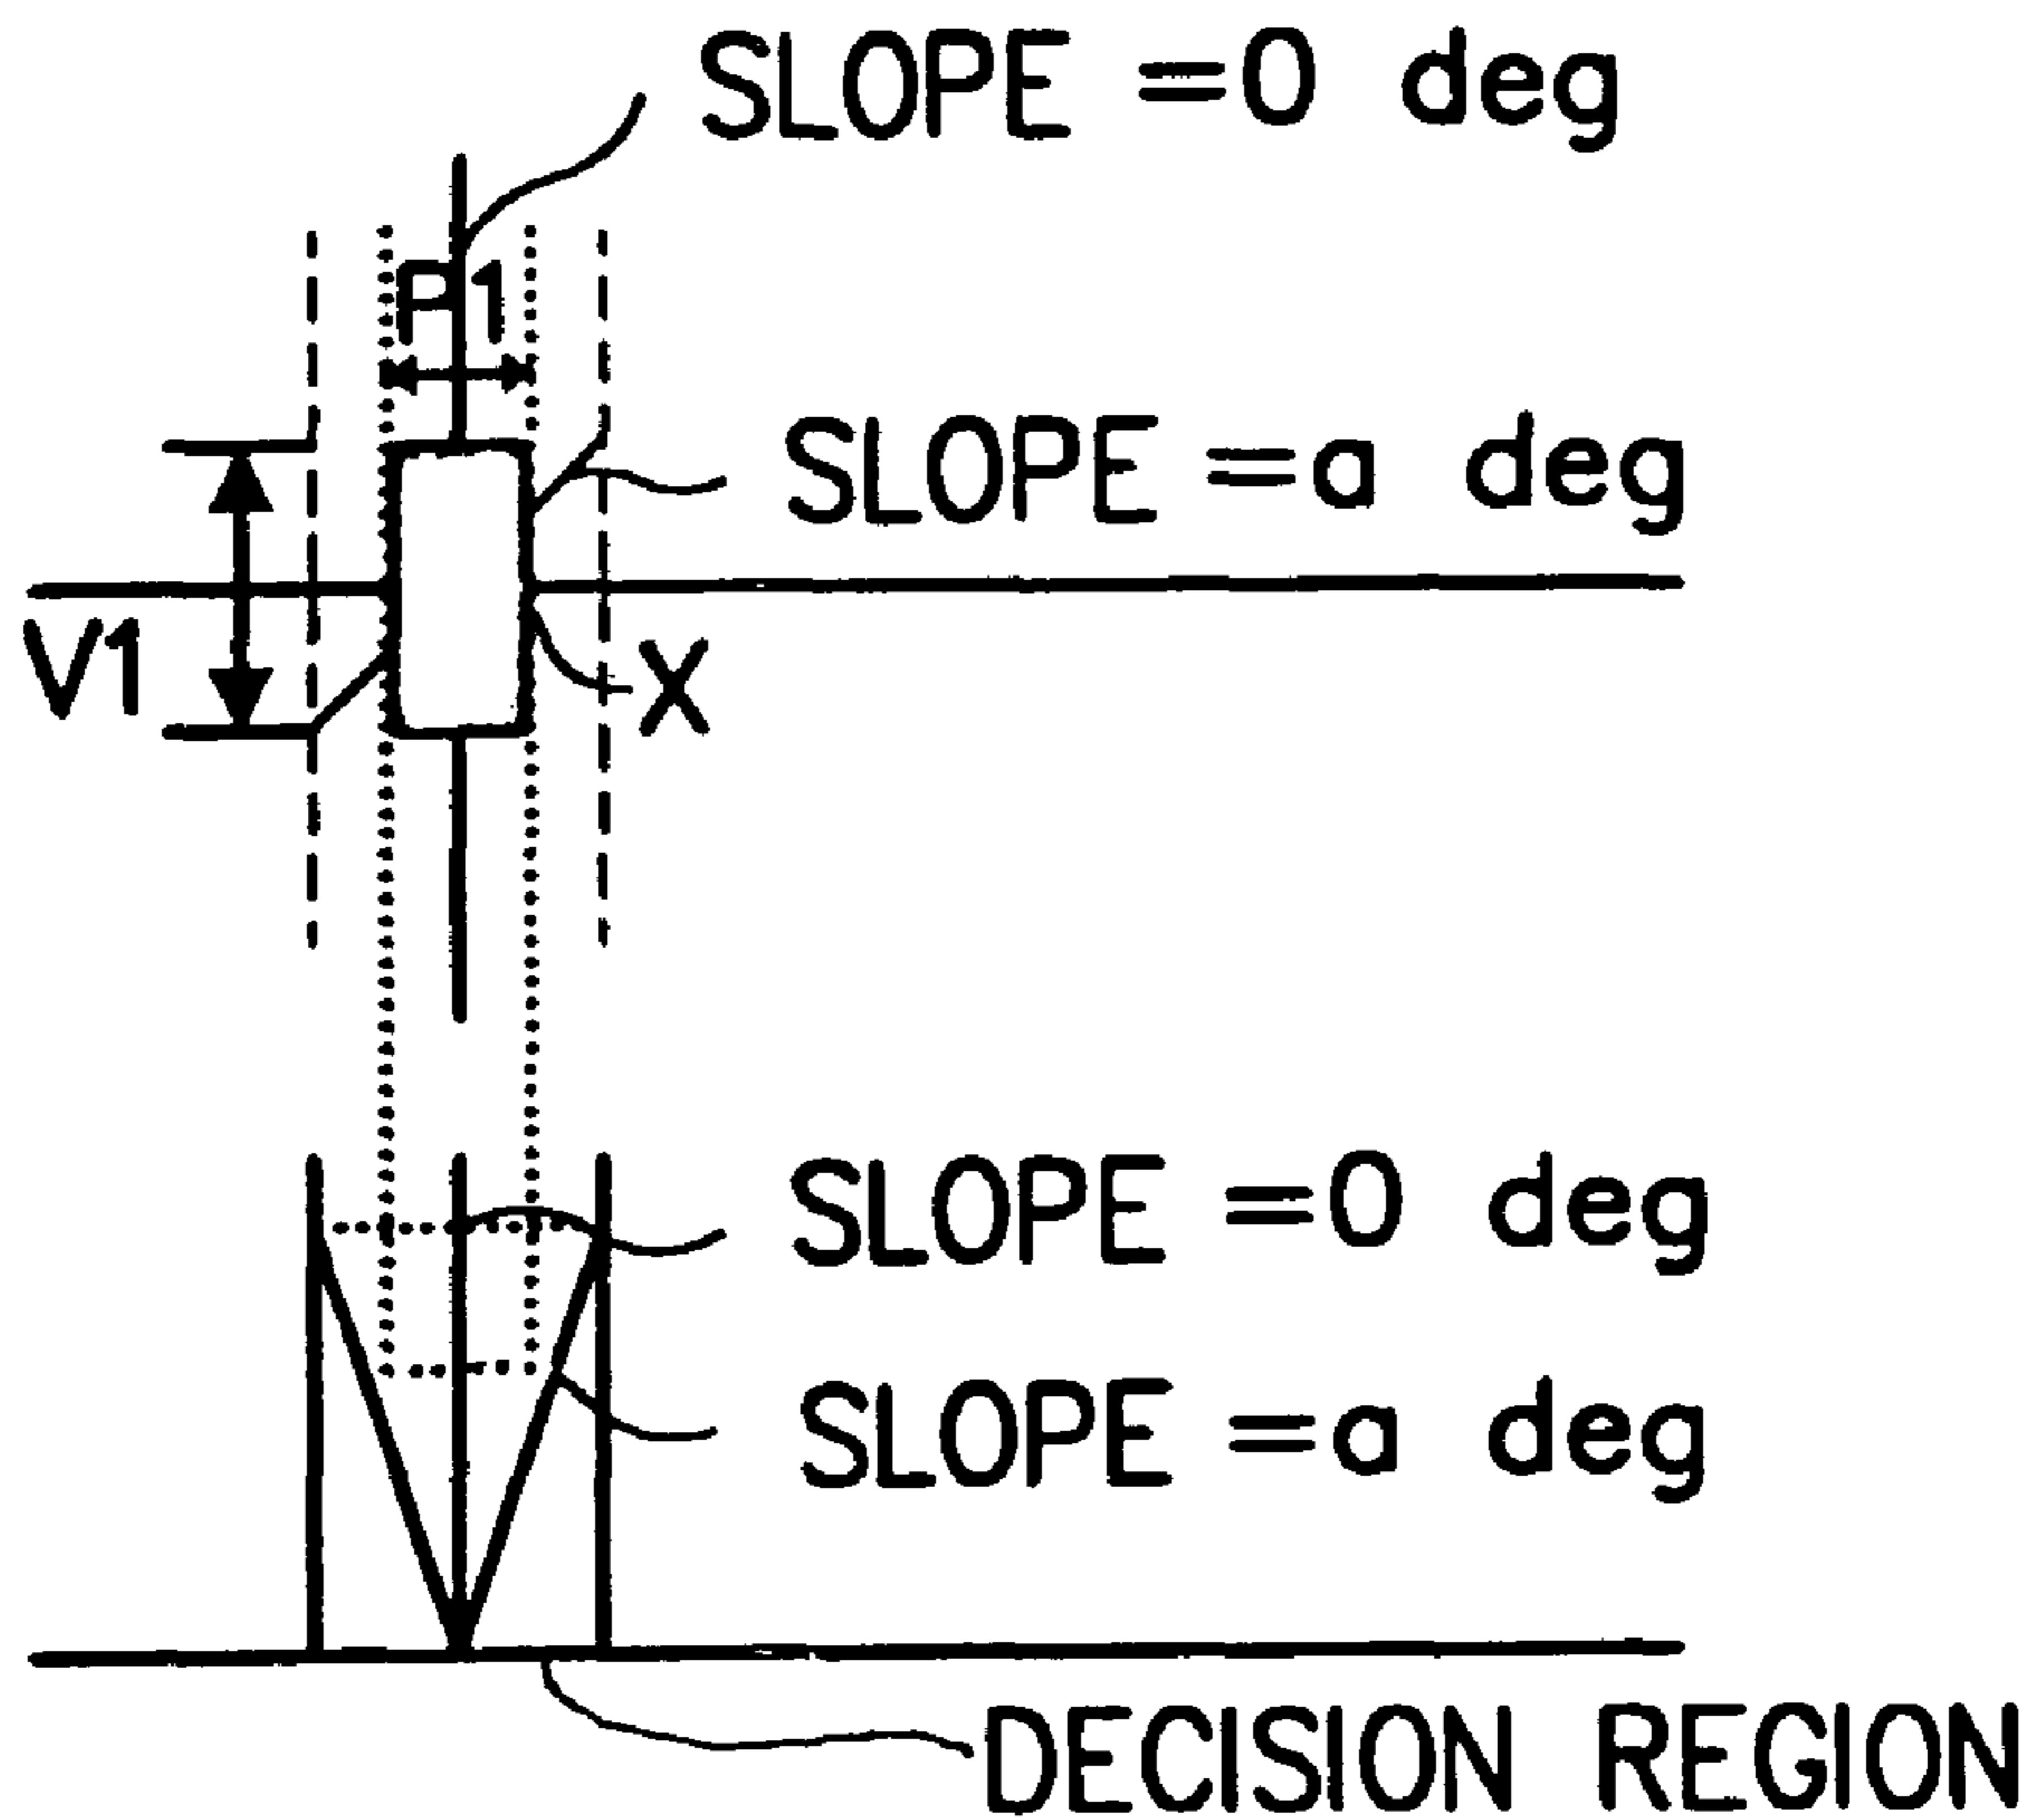 SLOPE =0 deg
P1
SLOPE =a deg
V1
X
SLOPE =0 deg
SLOPE =a deg
DECISION REGION